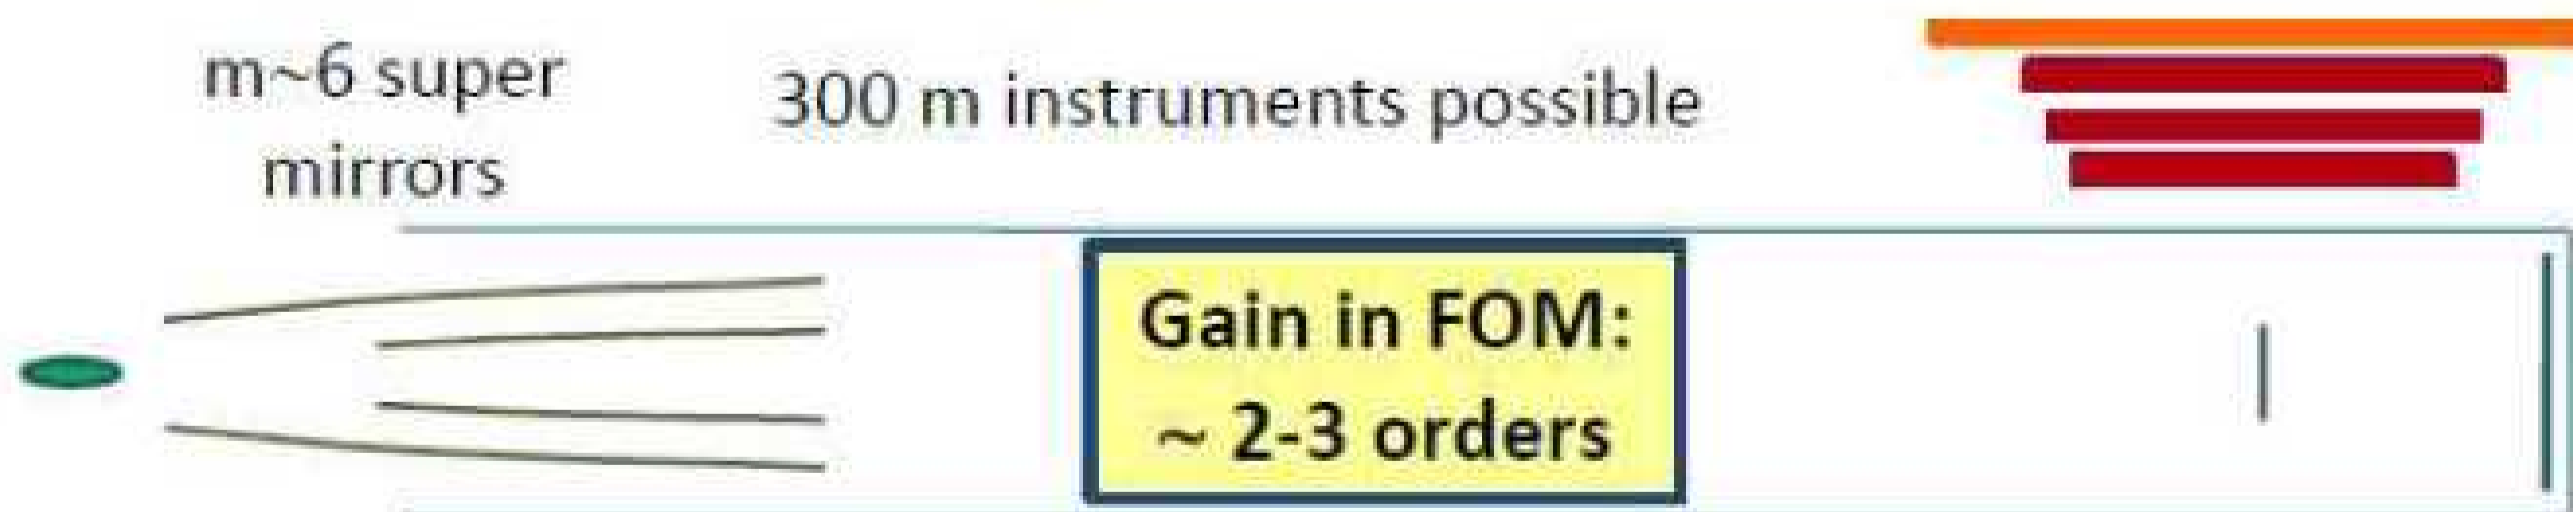 m~6 super
mirrors
300 m instruments possible
Gain in FOM:
~ 2-3 orders